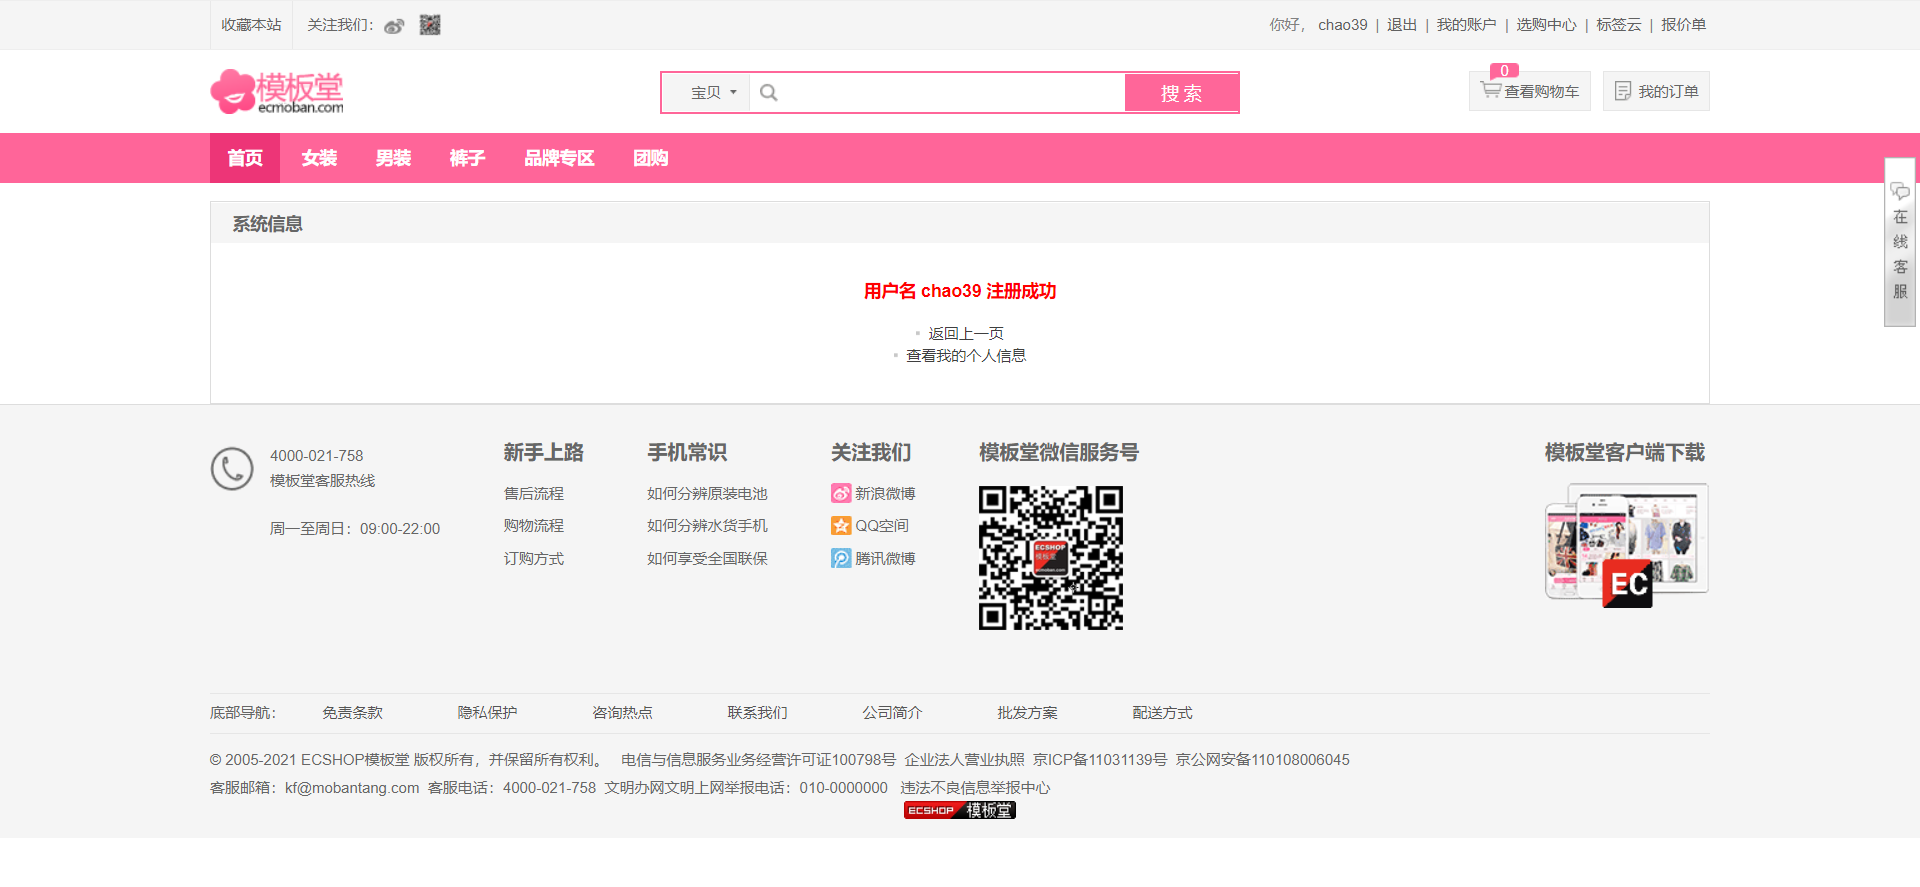 收藏本站 关注我们：
你好， chao39 | 退出 | 我的账户 | 选购中心 | 标签云 | 报价单
模板堂
ecmoban.com
宝贝 搜索
0
查看购物车 我的订单
首页 女装 男装 裤子 品牌专区 团购
在线客服
系统信息
用户名 chao39 注册成功
返回上一页
查看我的个人信息
4000-021-758
模板堂客服热线
周一至周日：09:00-22:00
新手上路
售后流程
购物流程
订购方式
手机常识
如何分辨原装电池
如何分辨水货手机
如何享受全国联保
关注我们
新浪微博
QQ空间
腾讯微博
模板堂微信服务号
ECSHOP
模板堂
ecmoban.com
模板堂客户端下载
EC
底部导航： 免责条款 隐私保护 咨询热点 联系我们 公司简介 批发方案 配送方式
© 2005-2021 ECSHOP模板堂 版权所有，并保留所有权利。 电信与信息服务业务经营许可证100798号 企业法人营业执照 京ICP备11031139号 京公网安备110108006045
客服邮箱：kf@mobantang.com 客服电话：4000-021-758 文明办网文明上网举报电话：010-0000000 违法不良信息举报中心
ECSHOP 模板堂